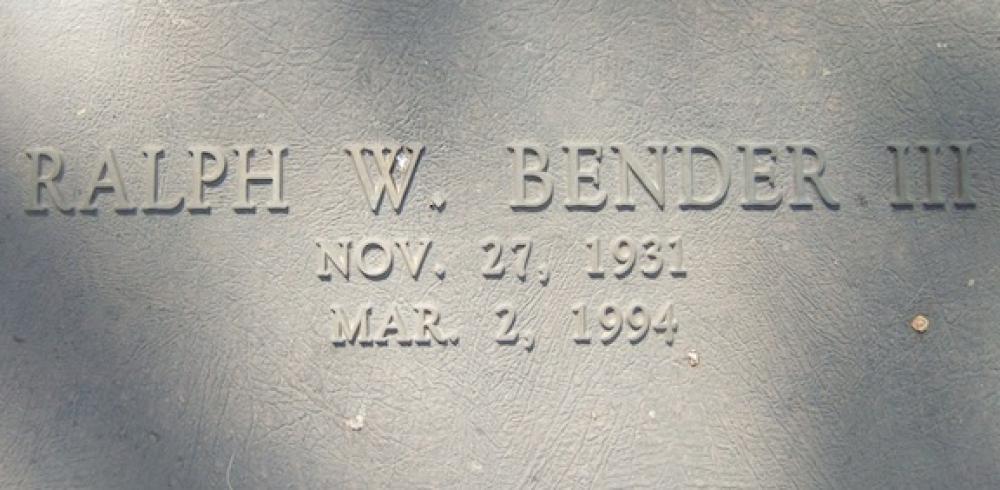 RALPH W. BENDER III
NOV. 27, 1931
MAR. 2, 1994